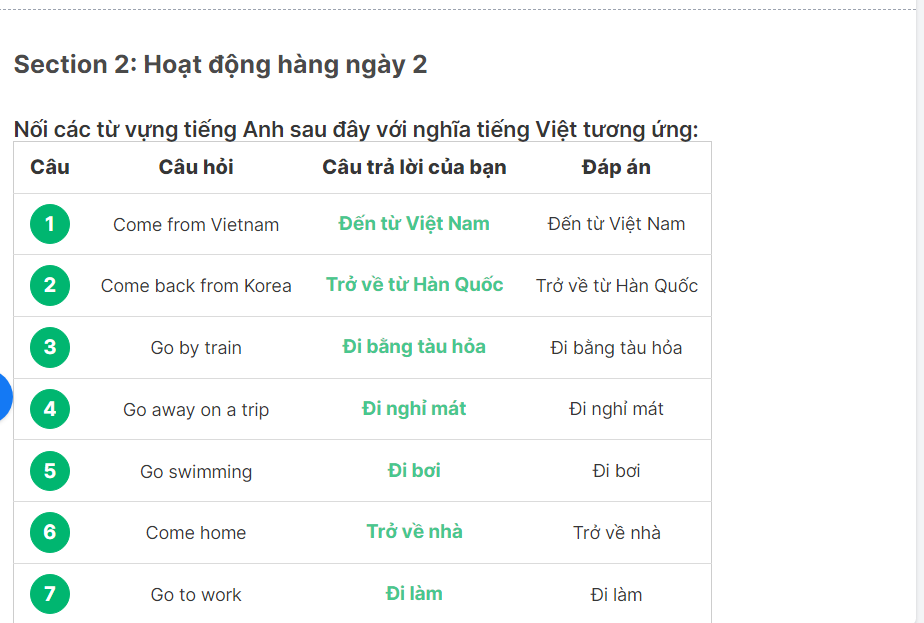 Section 2: Hoạt động hàng ngày 2
Nối các từ vựng tiếng Anh sau đây với nghĩa tiếng Việt tương ứng:
Câu Câu hỏi Câu trả lời của bạn Đáp án
1 Come from Vietnam Đến từ Việt Nam Đến từ Việt Nam
2 Come back from Korea Trở về từ Hàn Quốc Trở về từ Hàn Quốc
3 Go by train Đi bằng tàu hỏa Đi bằng tàu hỏa
4 Go away on a trip Đi nghỉ mát Đi nghỉ mát
5 Go swimming Đi bơi Đi bơi
6 Come home Trở về nhà Trở về nhà
7 Go to work Đi làm Đi làm